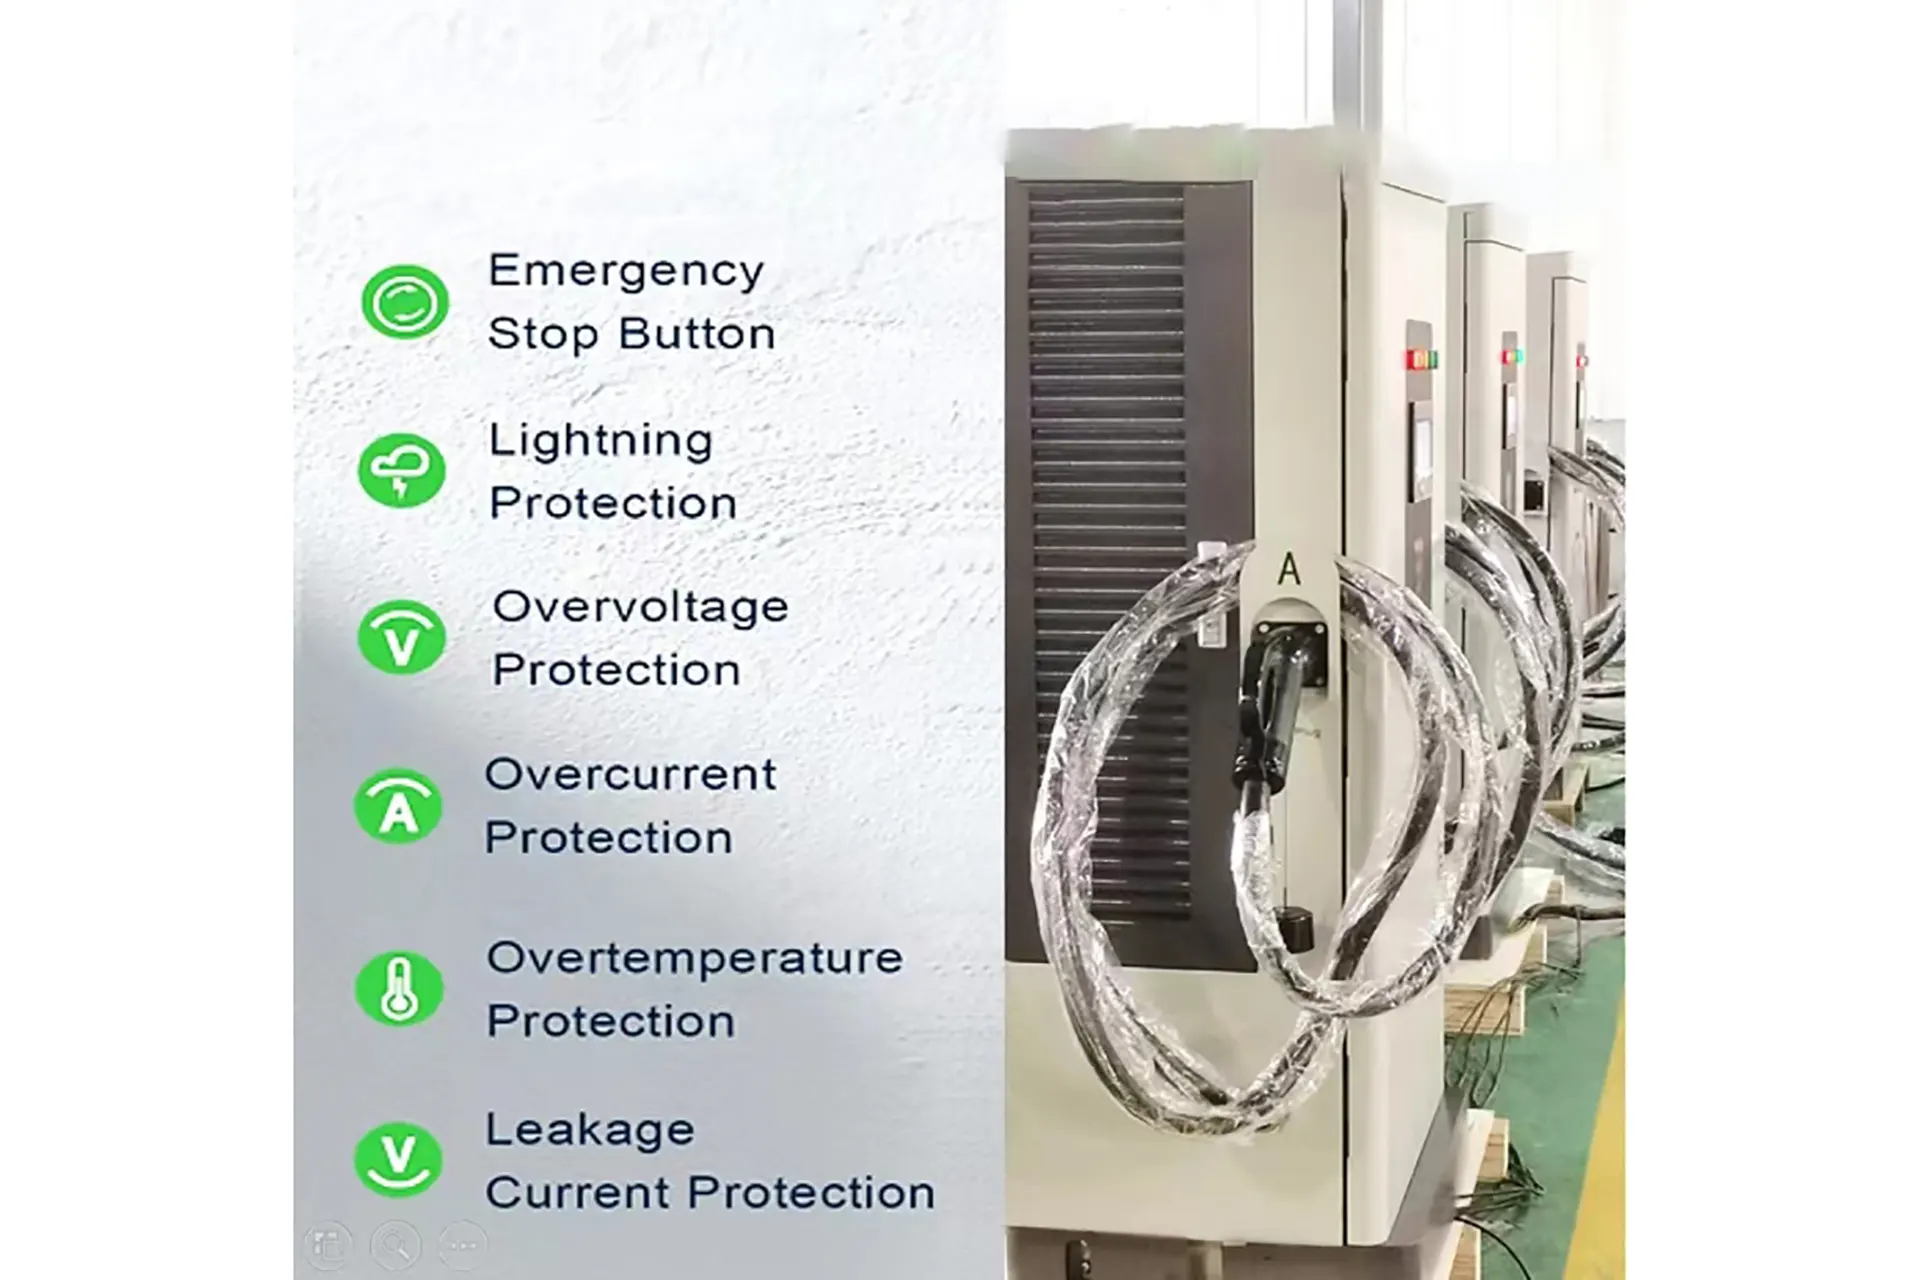 Emergency
Stop Button
Lightning
Protection
V
Overvoltage
Protection
A
Overcurrent
Protection
Overtemperature
Protection
V
Leakage
Current Protection
A